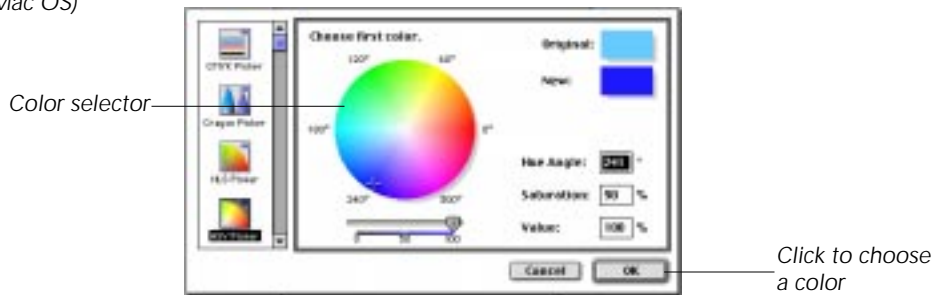 Mac OS)
Choose first color.
Original:
New:
CMYK Picker
Crayon Picker
HLS Picker
HSV Picker
120°
60°
180°
0°
240°
300°
0
50
100
Hue Angle:
°
Saturation: 90 %
Value: 100 %
Cancel
OK
Color selector
Click to choose
a color